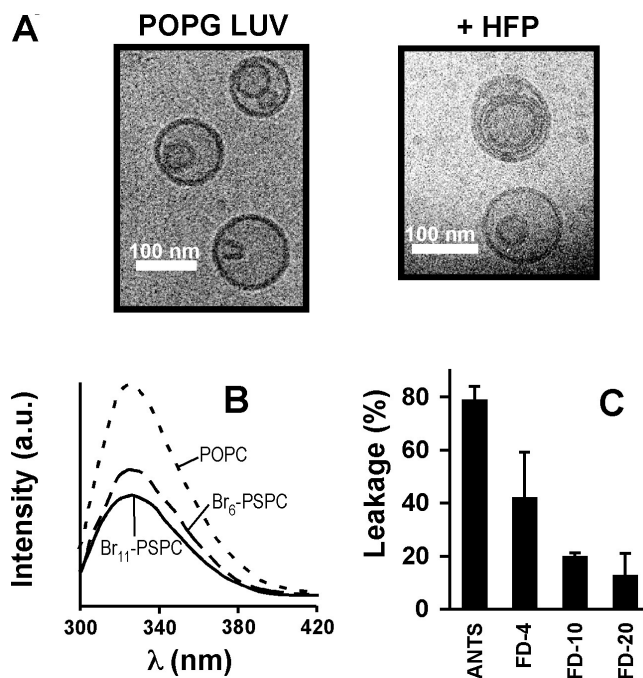 A
POPG LUV
+ HFP
100 nm
100 nm
B
Intensity (a.u.)
POPC
Br6-PSPC
Br11-PSPC
300
340
380
420
λ (nm)
C
Leakage (%)
80
60
40
20
0
ANTS
FD-4
FD-10
FD-20